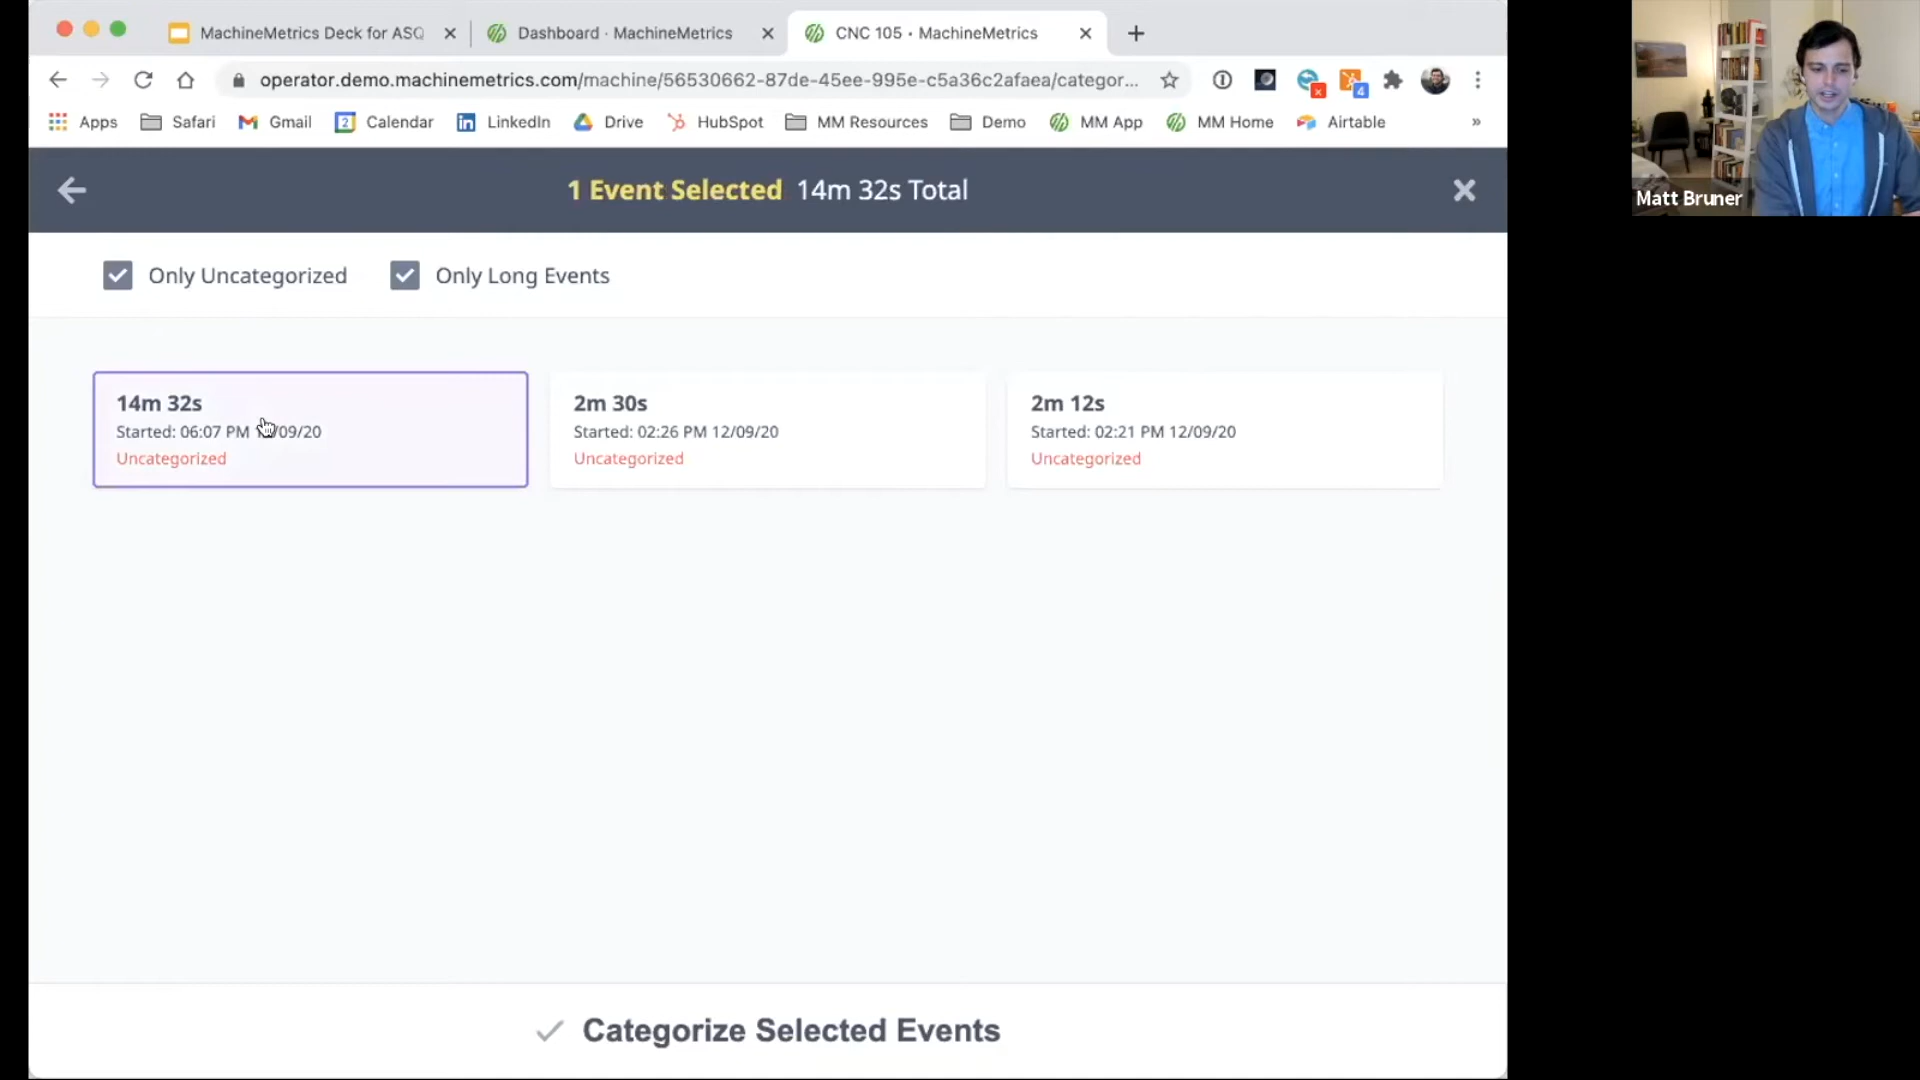 MachineMetrics Deck for ASQ
Dashboard · MachineMetrics
CNC 105 • MachineMetrics
operator.demo.machinemetrics.com/machine/56530662-87de-45ee-995e-c5a36c2afaea/categor...
4
Apps
Safari
Gmail
2
Calendar
LinkedIn
Drive
HubSpot
MM Resources
Demo
MM App
MM Home
Airtable
»
1 Event Selected 14m 32s Total
Only Uncategorized
Only Long Events
14m 32s
Started: 06:07 PM /09/20
Uncategorized
2m 30s
Started: 02:26 PM 12/09/20
Uncategorized
2m 12s
Started: 02:21 PM 12/09/20
Uncategorized
Categorize Selected Events
Matt Bruner